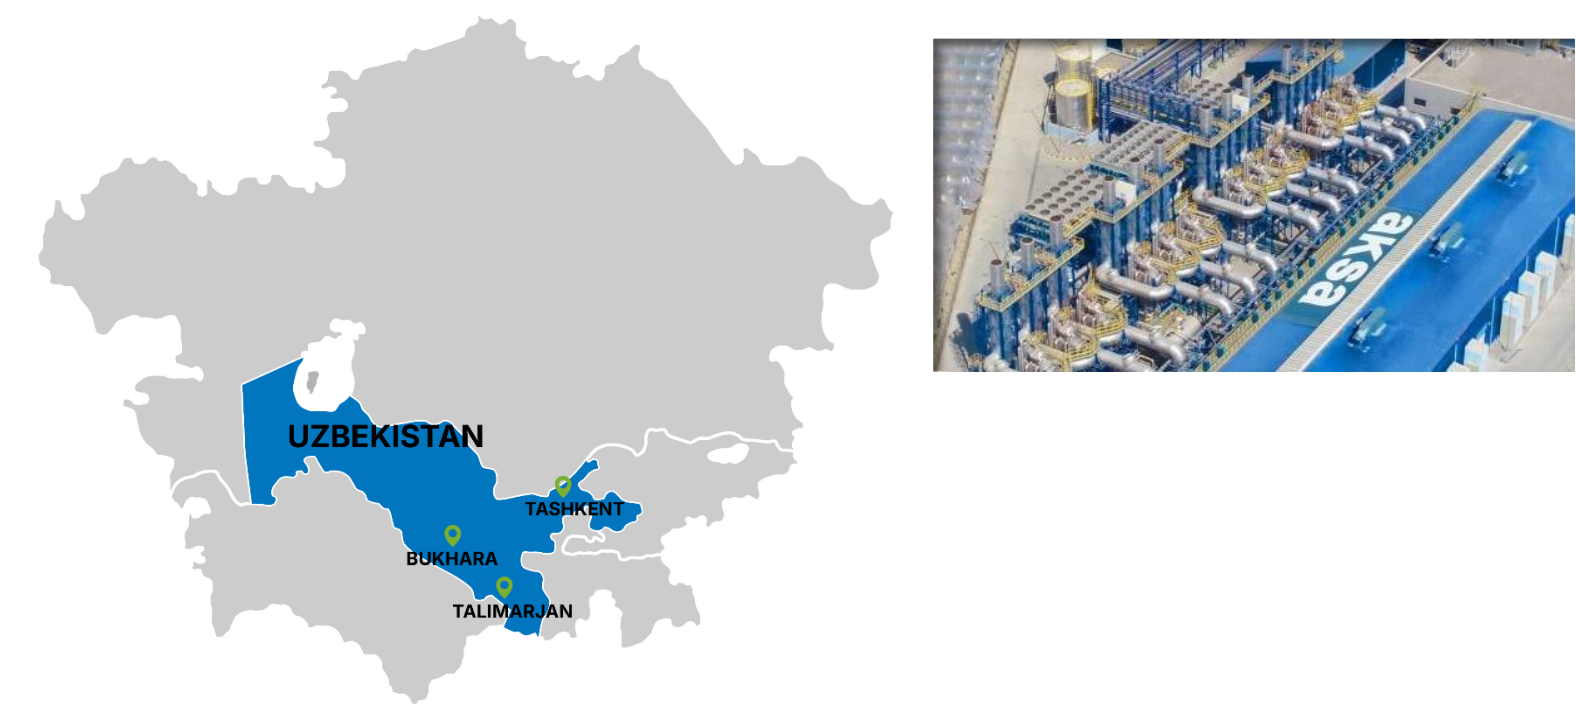 UZBEKISTAN
TASHKENT
BUKHARA
TALIMARJAN
aksa